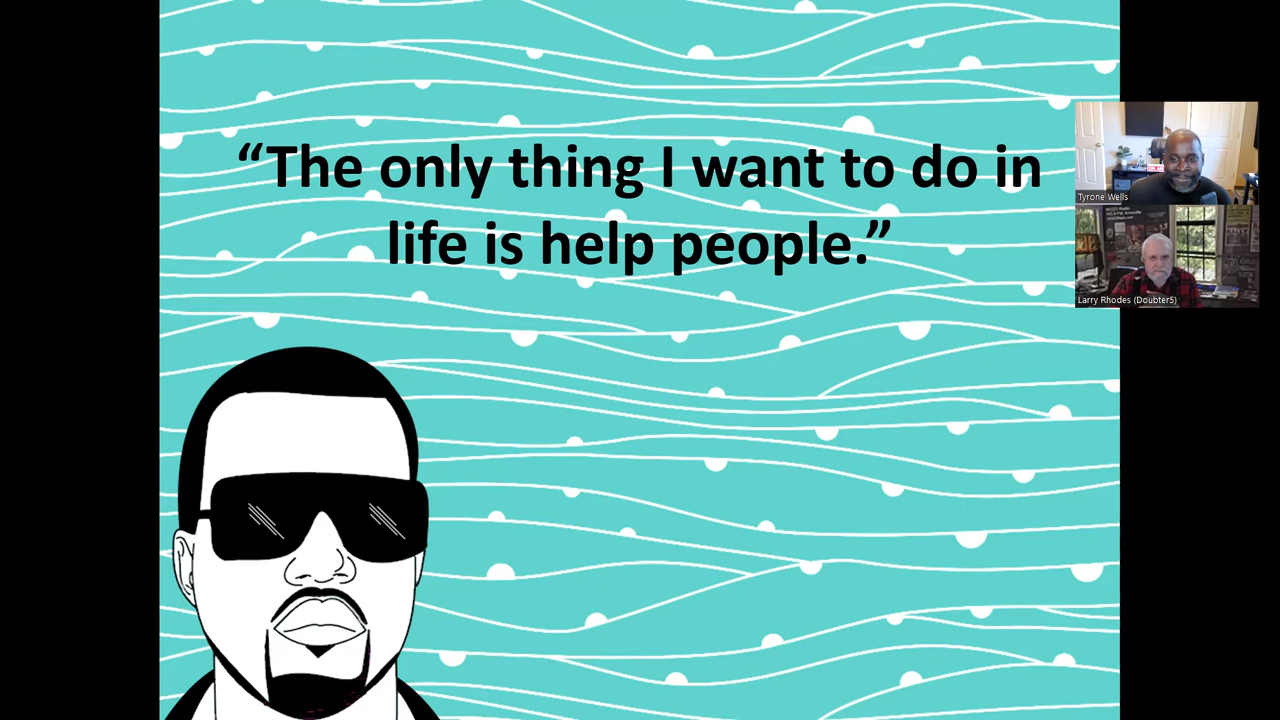 “The only thing I want to do in
life is help people.”
Tyrone Wells
Larry Rhodes (Doubter5)